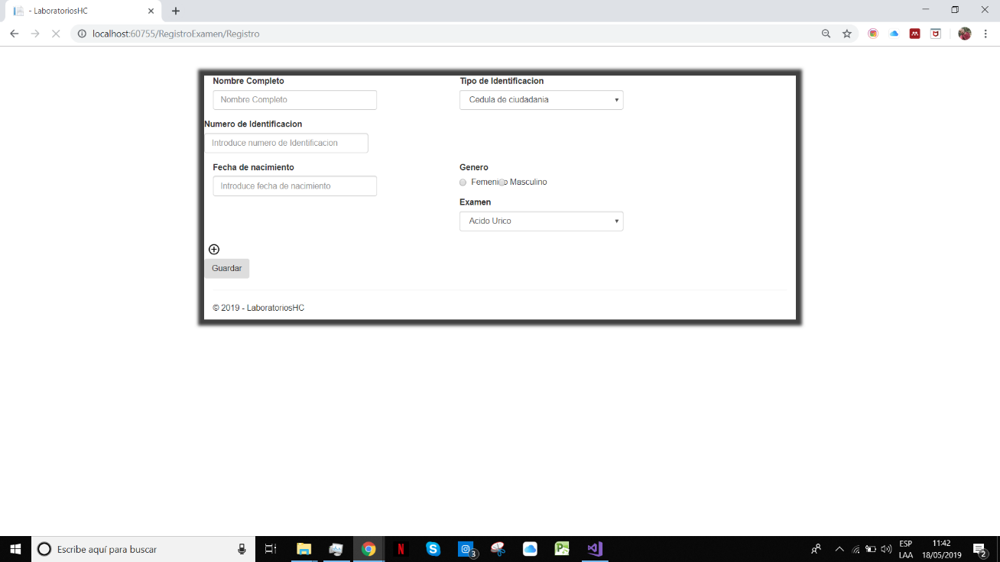 - LaboratoriosHC
localhost:60755/RegistroExamen/Registro
Nombre Completo
Tipo de Identificacion
Nombre Completo
Cedula de ciudadania
Numero de Identificacion
Introduce numero de Identificacion
Fecha de nacimiento
Genero
Introduce fecha de nacimiento
Femenino Masculino
Examen
Acido Urico
Guardar
© 2019 - LaboratoriosHC
Escribe aquí para buscar
N
S
3
ESP
LAA
11:42
18/05/2019
2